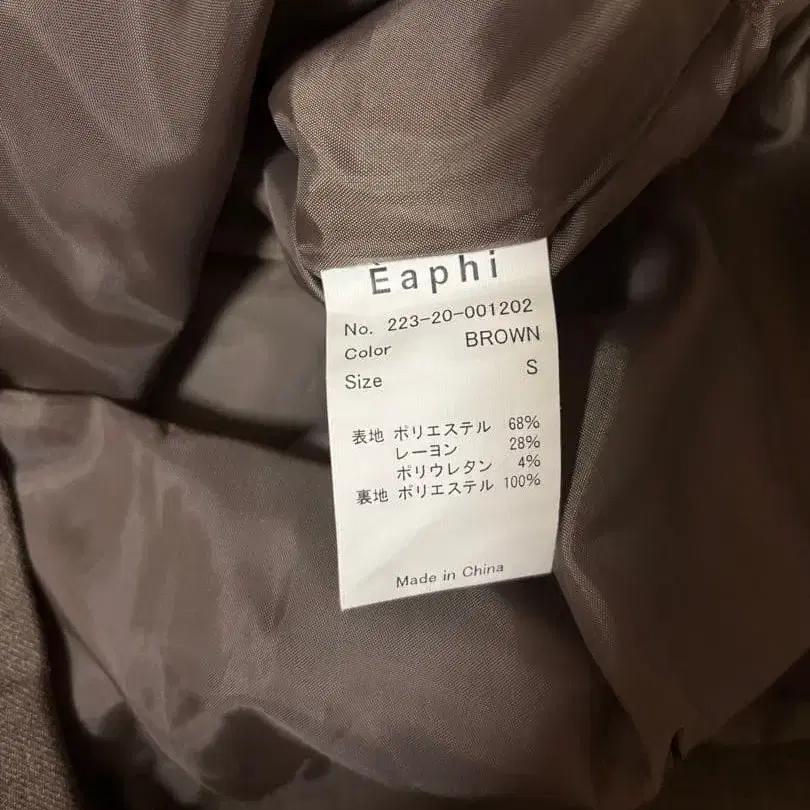 Èaphi
No. 223-20-001202
Color BROWN
Size S
表地 ポリエステル 68%
レーヨン 28%
ポリウレタン 4%
裏地 ポリエステル 100%
Made in China